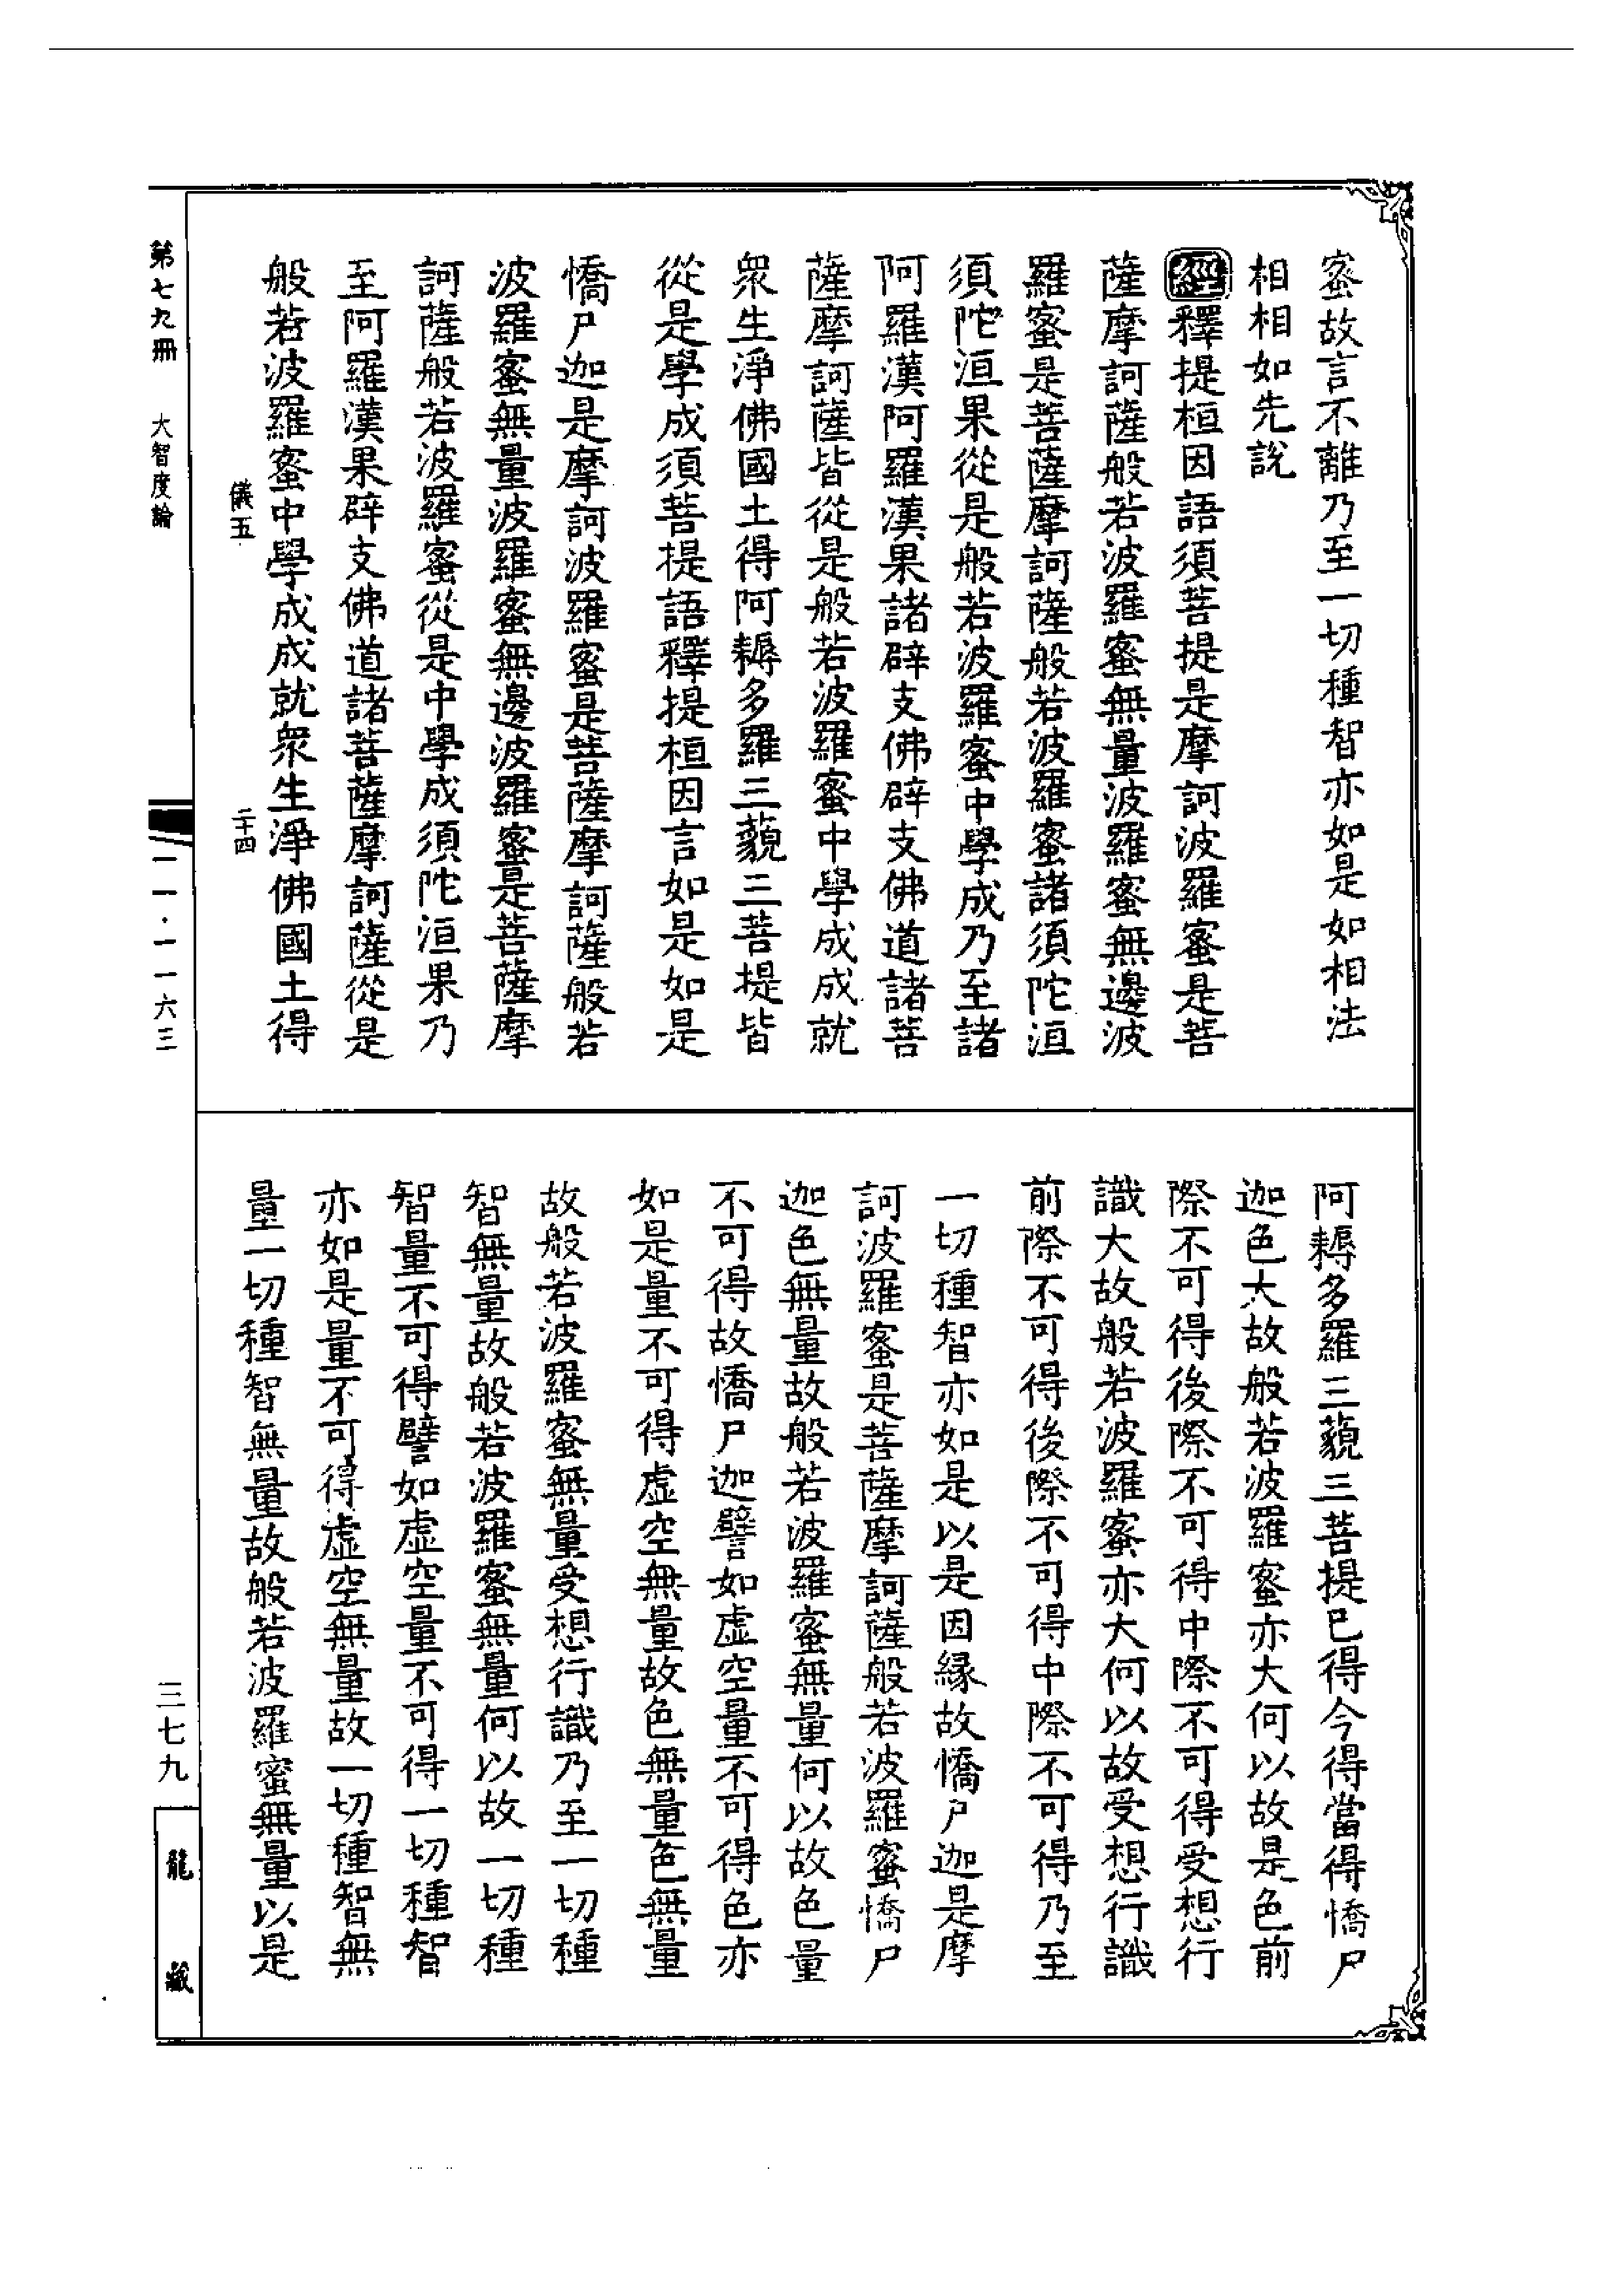 蜜故言不離乃至一切種智亦如是如相法
相相如先說
經釋提桓因語須菩提是摩訶波羅蜜是菩
薩摩訶薩般若波羅蜜無量波羅蜜無邊波
羅蜜是菩薩摩訶薩般若波羅蜜諸須陀洹
須陀洹果從是般若波羅蜜中學成乃至諸
阿羅漢阿羅漢果諸辟支佛辟支佛道諸菩
薩摩訶薩皆從是般若波羅蜜中學成成就
衆生淨佛國土得阿耨多羅三藐三菩提皆
從是學成須菩提語釋提桓因言如是如是
憍尸迦是摩訶波羅蜜是菩薩摩訶薩般若
波羅蜜無量波羅蜜無邊波羅蜜是菩薩摩
訶薩般若波羅蜜從是中學成須陀洹果乃
至阿羅漢果辟支佛道諸菩薩摩訶薩從是
般若波羅蜜中學成成就衆生淨佛國土得
儀五
二十四
阿耨多羅三藐三菩提已得今得當得憍尸
迦色大故般若波羅蜜亦大何以故是色前
際不可得後際不可得中際不可得受想行
識大故般若波羅蜜亦大何以故受想行識
前際不可得後際不可得中際不可得乃至
一切種智亦如是以是因緣故憍尸迦是摩
訶波羅蜜是菩薩摩訶薩般若波羅蜜憍尸
迦色無量故般若波羅蜜無量何以故色量
不可得故憍尸迦譬如虛空量不可得色亦
如是量不可得虛空無量故色無量色無量
故般若波羅蜜無量受想行識乃至一切種
智無量故般若波羅蜜無量何以故一切種
智量不可得譬如虛空量不可得一切種智
亦如是量不可得虛空無量故一切種智無
量一切種智無量故般若波羅蜜無量以是
第七九冊
大智度論
一一·一一六三
三七九
龍藏